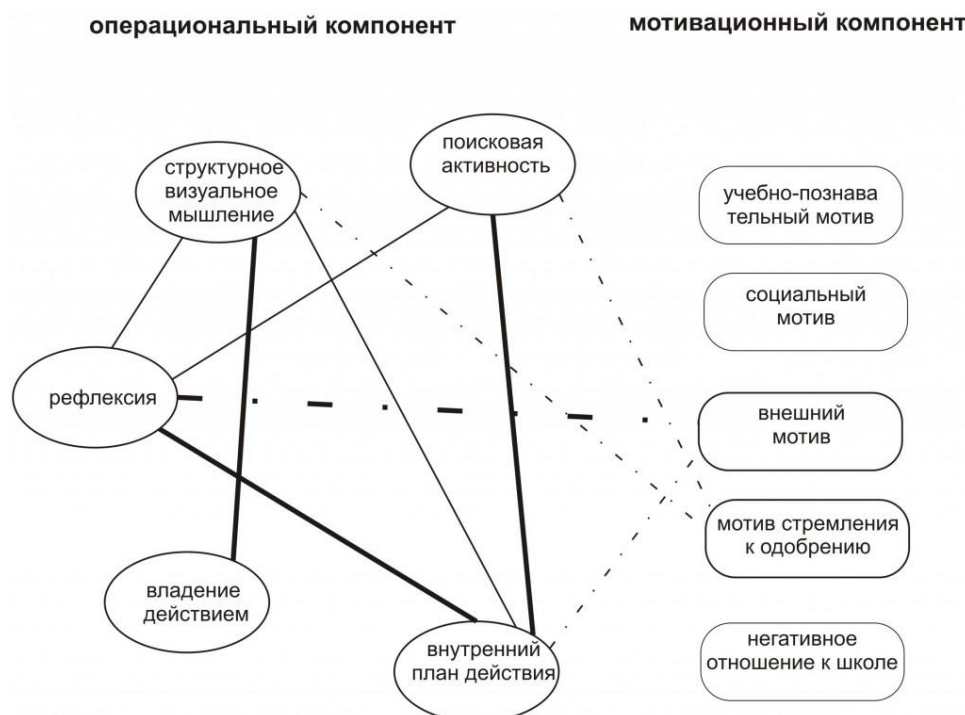 операциональный компонент
мотивационный компонент
структурное
визуальное
мышление
поисковая
активность
учебно-познава
тельный мотив
социальный
мотив
рефлексия
внешний
мотив
мотив стремления
к одобрению
владение
действием
внутренний
план действия
негативное
отношение к школе